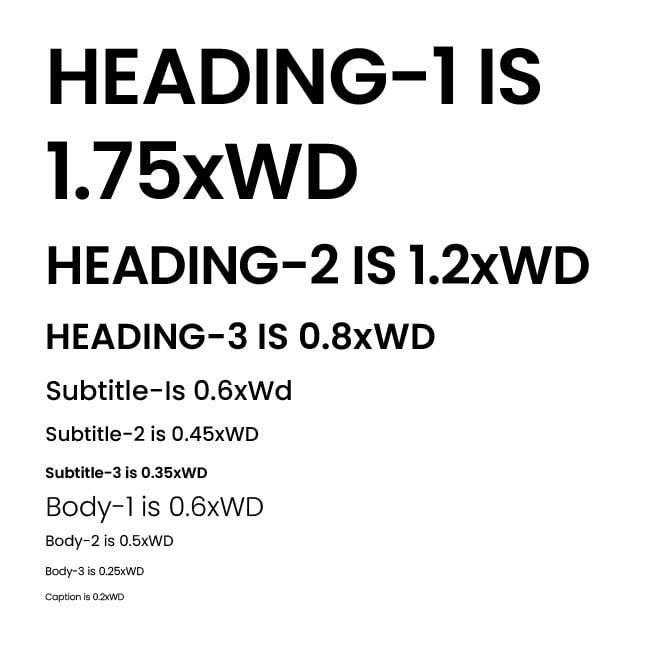 HEADING-1 IS
1.75xWD
HEADING-2 IS 1.2xWD
HEADING-3 IS 0.8xWD
Subtitle-Is 0.6xWd
Subtitle-2 is 0.45xWD
Subtitle-3 is 0.35xWD
Body-1 is 0.6xWD
Body-2 is 0.5xWD
Body-3 is 0.25xWD
Caption is 0.2xWD